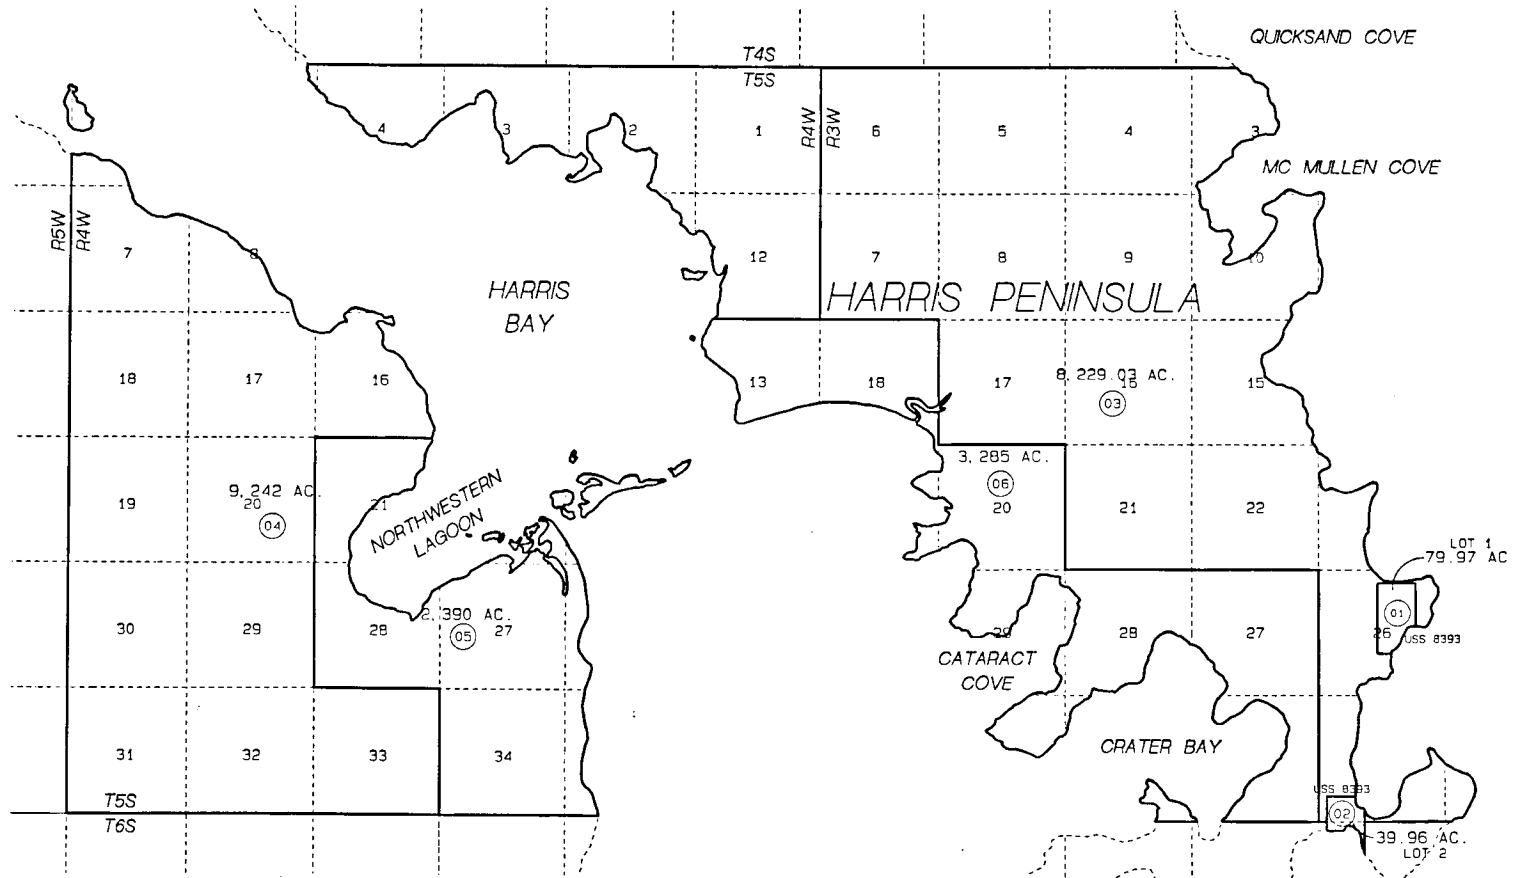 QUICKSAND COVE
T4S
T5S
4
3
2
1
R4W
R3W
6
5
4
3
MC MULLEN COVE
R5W
R4W
7
8
12
7
8
9
10
HARRIS
BAY
HARRIS PENINSULA
18
17
16
13
18
17
8,229.03 AC.
16
03
15
19
9,242 AC.
20
04
21
NORTHWESTERN
LAGOON
3,285 AC.
06
20
21
22
LOT 1
79.97 AC
30
29
28
2,390 AC.
05
27
29
28
27
26
01
USS 8393
CATARACT
COVE
31
32
33
34
CRATER BAY
USS 8393
02
T5S
T6S
39.96 AC.
LOT 2